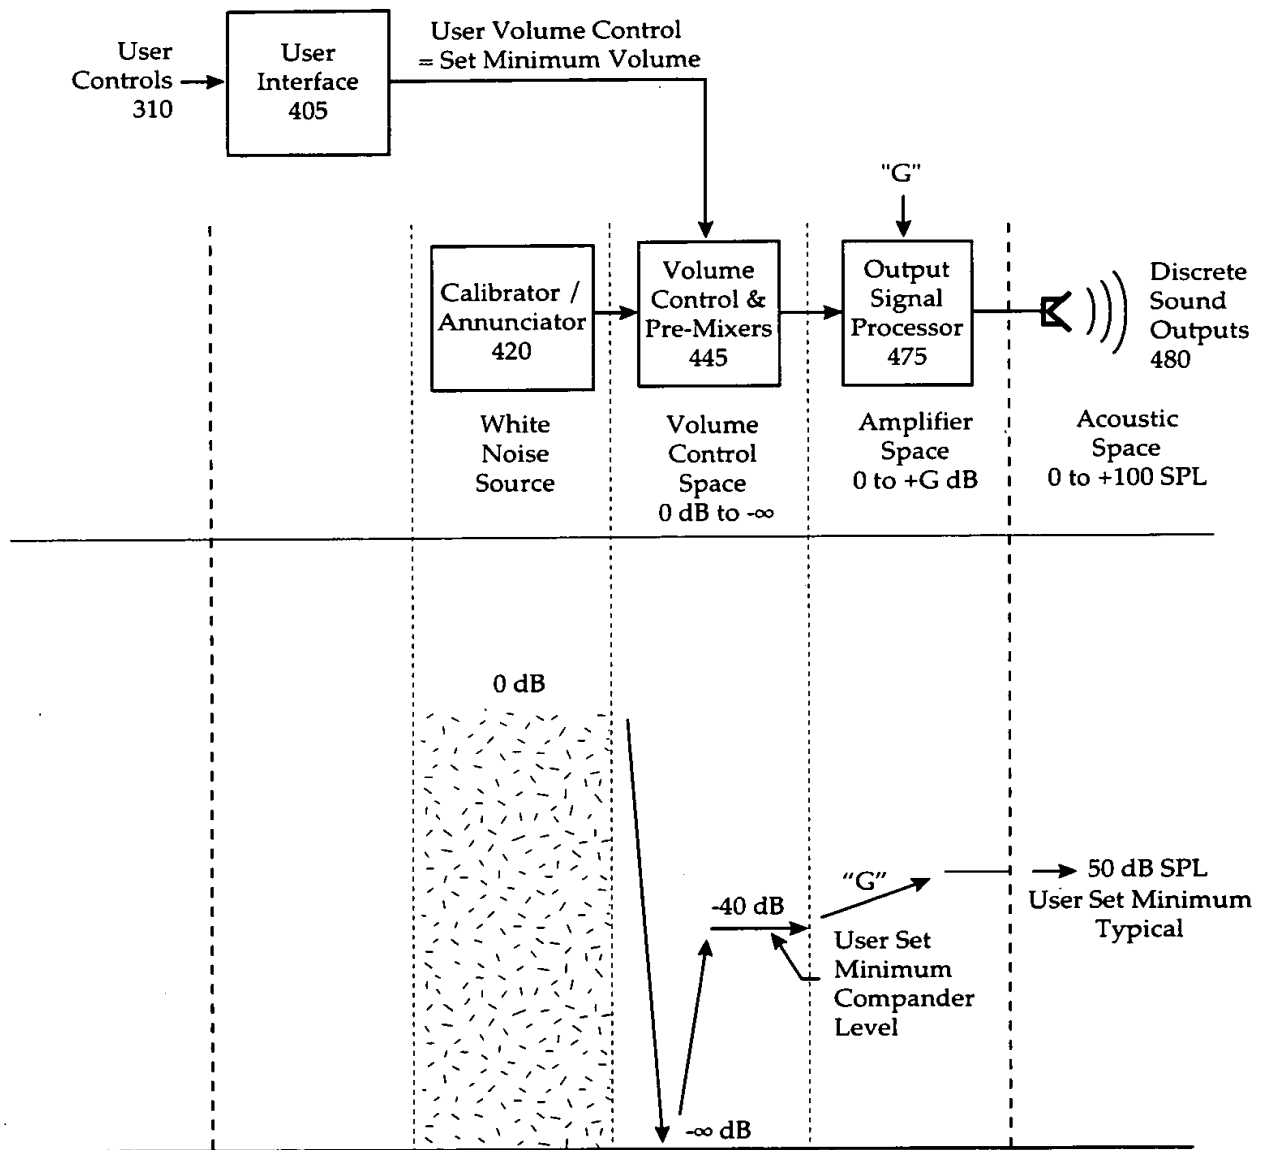 User
Controls
310
User
Interface
405
User Volume Control
= Set Minimum Volume
"G"
Calibrator /
Annunciator
420
Volume
Control &
Pre-Mixers
445
Output
Signal
Processor
475
Discrete
Sound
Outputs
480
White
Noise
Source
Volume
Control
Space
0 dB to -∞
Amplifier
Space
0 to +G dB
Acoustic
Space
0 to +100 SPL
0 dB
-∞ dB
-40 dB
User Set
Minimum
Compander
Level
“G”
50 dB SPL
User Set Minimum
Typical